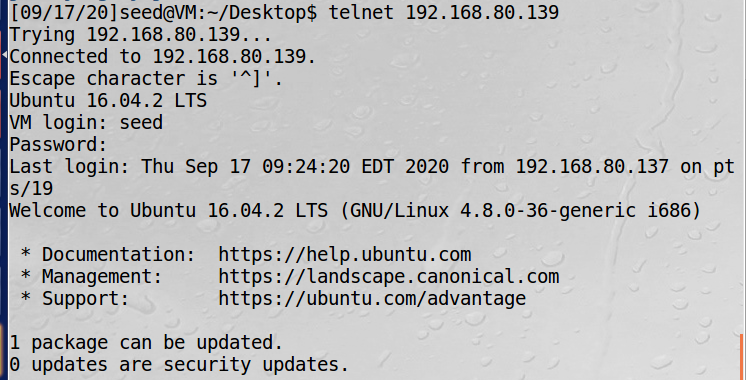 [09/17/20]seed@VM:~/Desktop$ telnet 192.168.80.139
Trying 192.168.80.139...
Connected to 192.168.80.139.
Escape character is '^]'.
Ubuntu 16.04.2 LTS
VM login: seed
Password:
Last login: Thu Sep 17 09:24:20 EDT 2020 from 192.168.80.137 on pt
s/19
Welcome to Ubuntu 16.04.2 LTS (GNU/Linux 4.8.0-36-generic i686)

 * Documentation:  https://help.ubuntu.com
 * Management:     https://landscape.canonical.com
 * Support:        https://ubuntu.com/advantage

1 package can be updated.
0 updates are security updates.